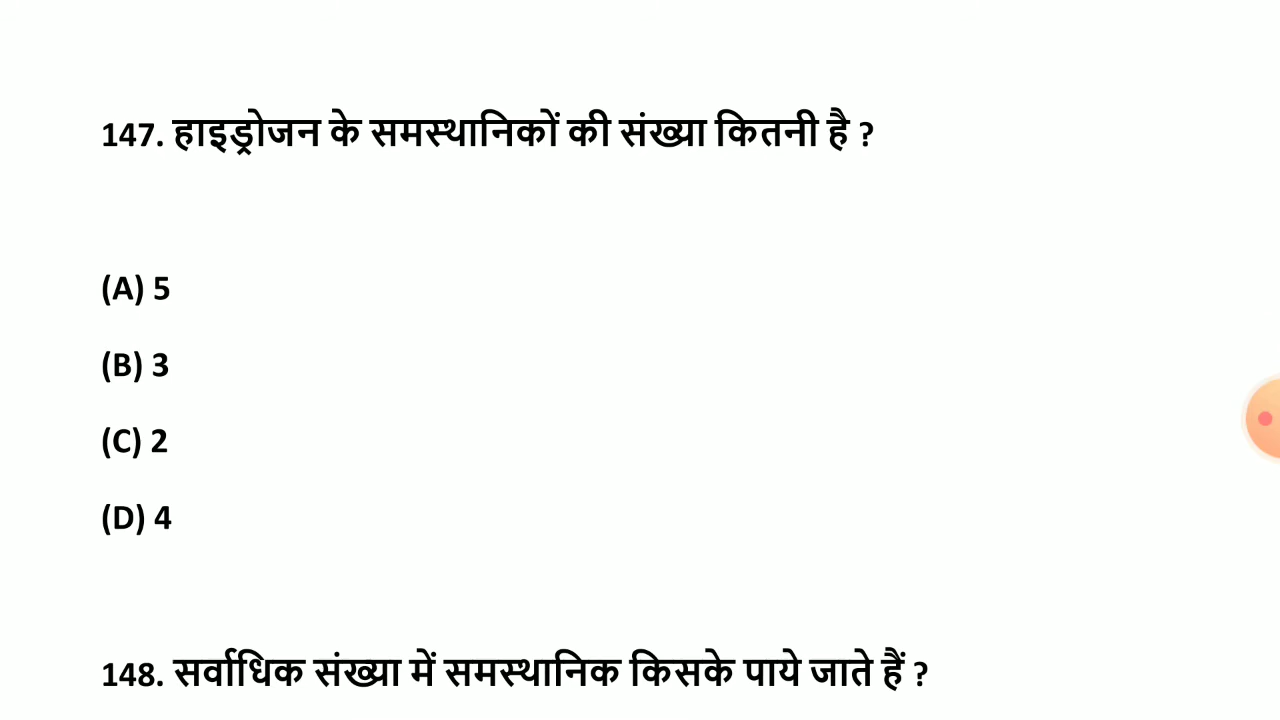 147. हाइड्रोजन के समस्थानिकों की संख्या कितनी है ?
(A) 5
(B) 3
(C) 2
(D) 4
148. सर्वाधिक संख्या में समस्थानिक किसके पाये जाते हैं ?